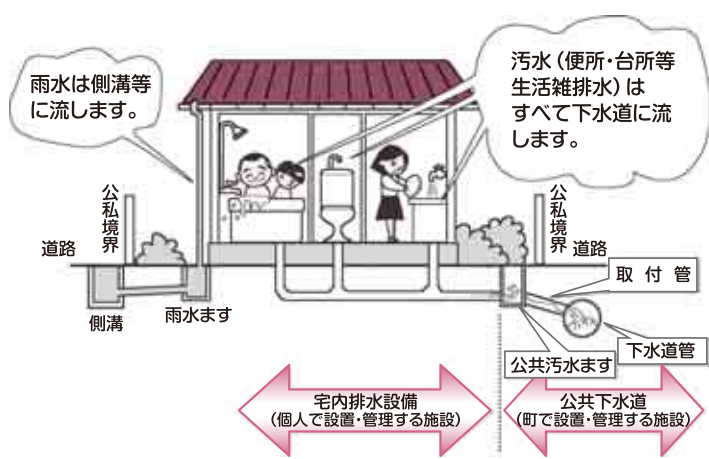 雨水は側溝等
に流します。
汚水（便所・台所等
生活雑排水）は
すべて下水道に流
します。
公私境界
道路
側溝
雨水ます
公私境界
道路
取付管
下水道管
公共汚水ます
宅内排水設備
（個人で設置・管理する施設）
公共下水道
（町で設置・管理する施設）